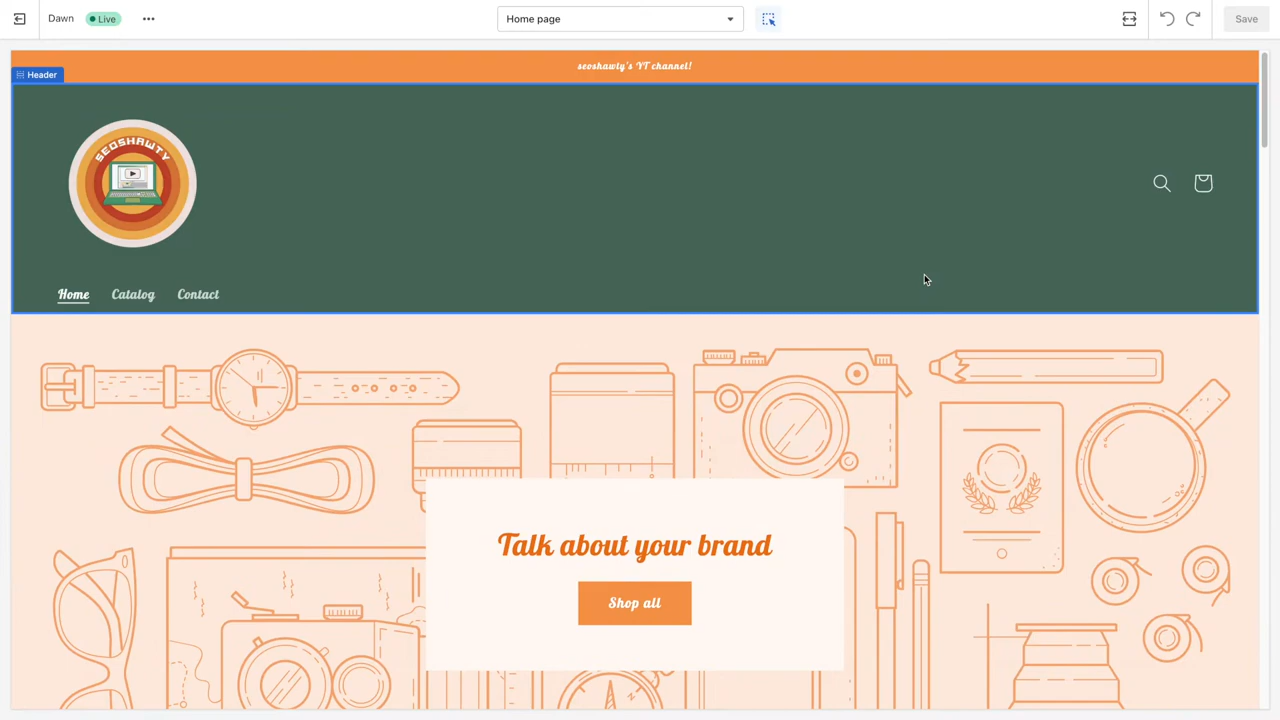 Dawn
Live
Home page
Save
seoshawty's YT channel!
Header
SEOSHAWTY
Home
Catalog
Contact
Talk about your brand
Shop all